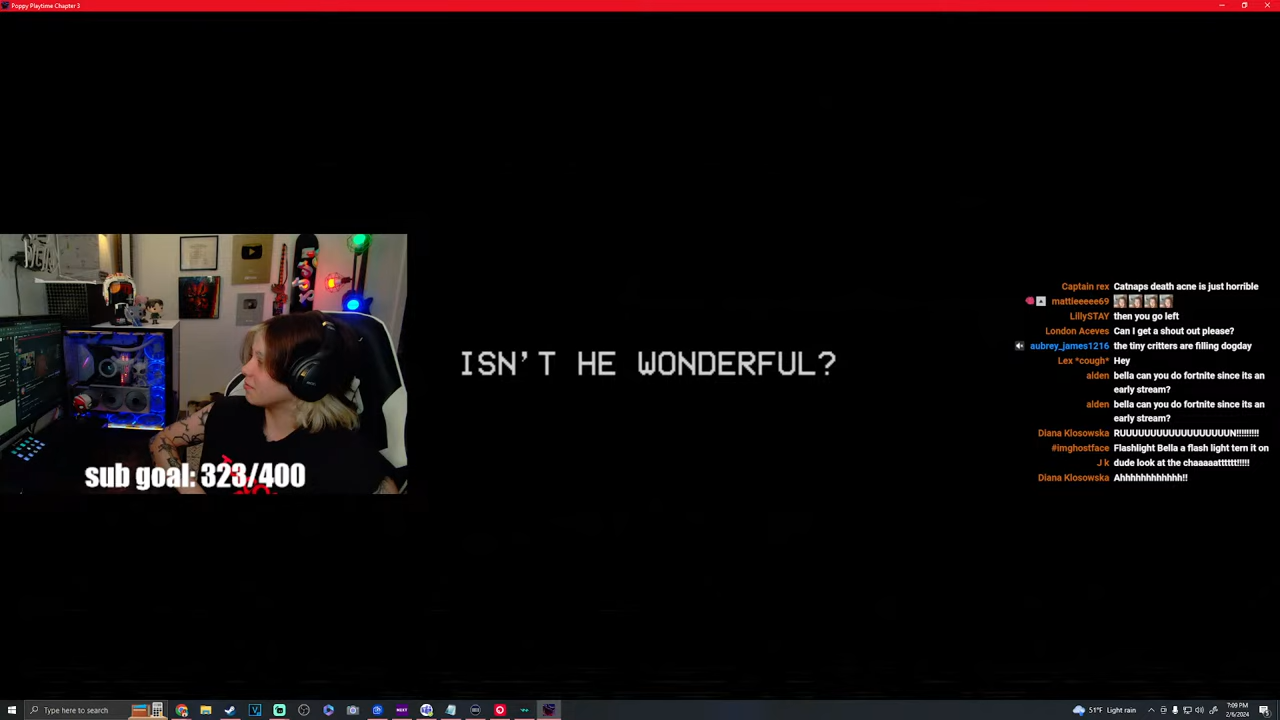 Poppy Playtime Chapter 3
ISN'T HE WONDERFUL?
sub goal: 323/400
Captain rex Catnaps death acne is just horrible
mattieeeee69
LillySTAY then you go left
London Aceves Can I get a shout out please?
aubrey_james1216 the tiny critters are filling dogday
Lex *cough* Hey
alden bella can you do fortnite since its an
early stream?
alden bella can you do fortnite since its an
early stream?
Diana Klosowska RUUUUUUUUUUUUUUUUUN!!!!!!!!!
#imghostface Flashlight Bella a flash light tern it on
J k dude look at the chaaaaatttttt!!!!!
Diana Klosowska Ahhhhhhhhhhh!!
Type here to search
NEXT
51°F Light rain
7:09 PM
2/6/2024